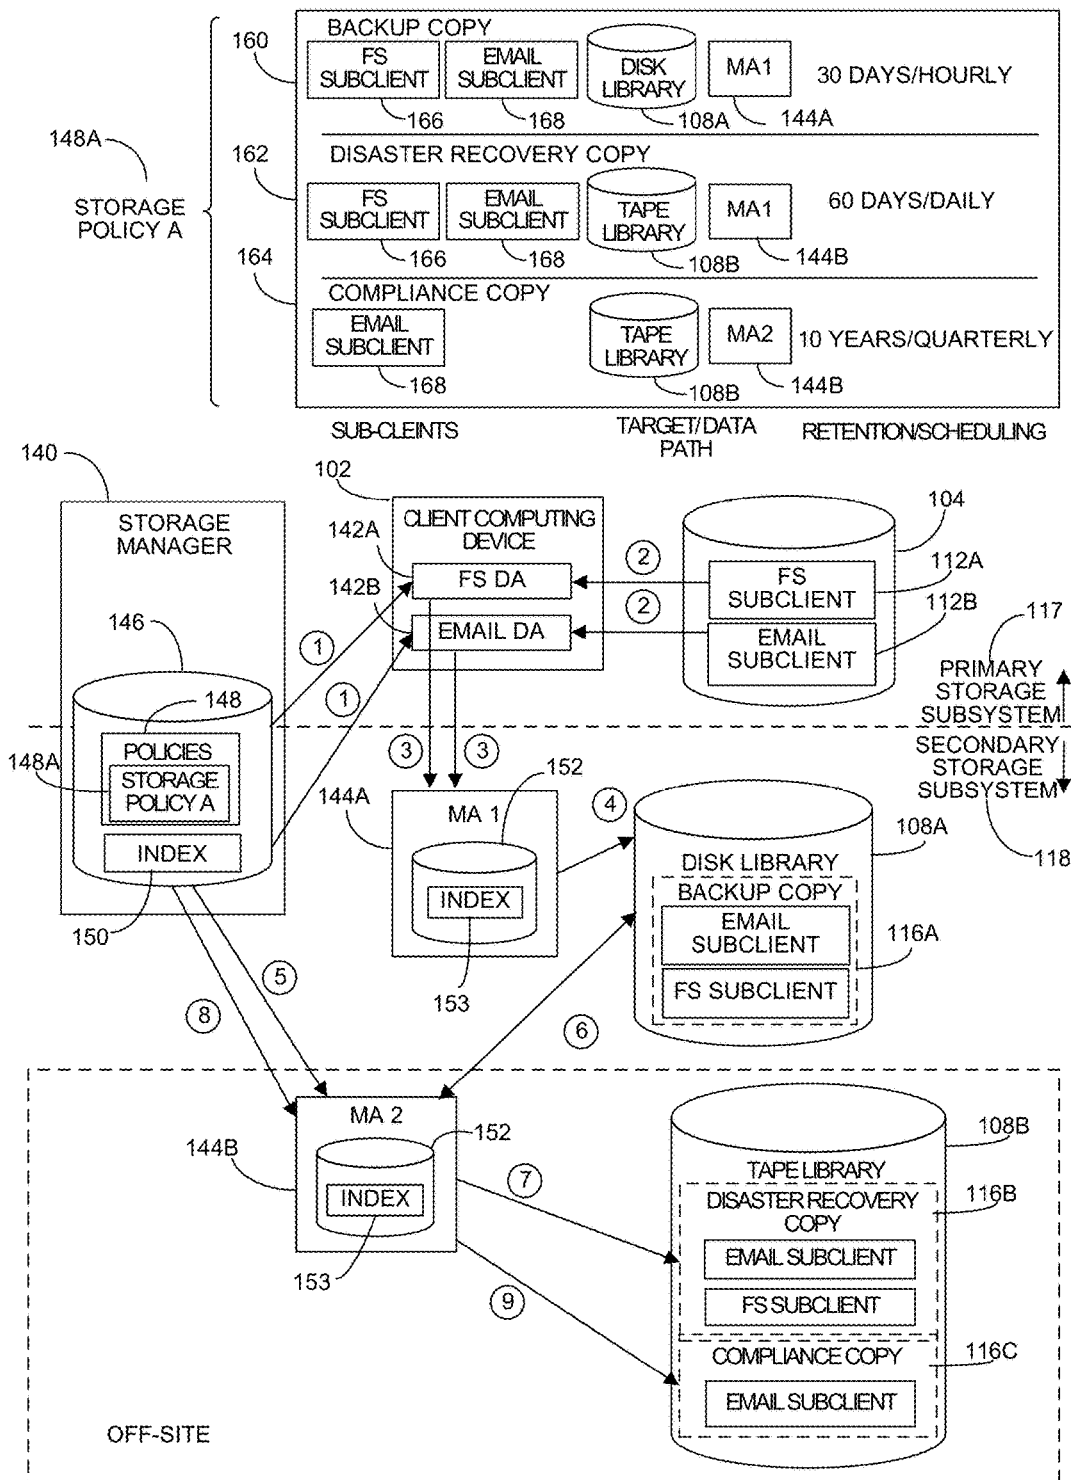 BACKUP COPY
160
FS
SUBCLIENT
EMAIL
SUBCLIENT
DISK
LIBRARY
MA1
30 DAYS/HOURLY
166
168
108A
144A
148A
STORAGE
POLICY A
162
DISASTER RECOVERY COPY
FS
SUBCLIENT
EMAIL
SUBCLIENT
TAPE
LIBRARY
MA1
60 DAYS/DAILY
166
168
108B
144B
164
COMPLIANCE COPY
EMAIL
SUBCLIENT
TAPE
LIBRARY
MA2
10 YEARS/QUARTERLY
168
108B
144B
SUB-CLEINTS
TARGET/DATA
PATH
RETENTION/SCHEDULING
140
STORAGE
MANAGER
102
CLIENT COMPUTING
DEVICE
142A
FS DA
142B
EMAIL DA
2
2
104
FS
SUBCLIENT
112A
EMAIL
SUBCLIENT
112B
117
PRIMARY
STORAGE
SUBSYSTEM
SECONDARY
STORAGE
SUBSYSTEM
118
146
1
1
148
POLICIES
148A
STORAGE
POLICY A
INDEX
150
3
3
152
144A
MA 1
INDEX
153
4
108A
DISK LIBRARY
BACKUP COPY
EMAIL
SUBCLIENT
116A
FS SUBCLIENT
5
8
6
MA 2
152
144B
INDEX
153
7
9
108B
TAPE LIBRARY
DISASTER RECOVERY
COPY
116B
EMAIL SUBCLIENT
FS SUBCLIENT
COMPLIANCE COPY
116C
EMAIL SUBCLIENT
OFF-SITE